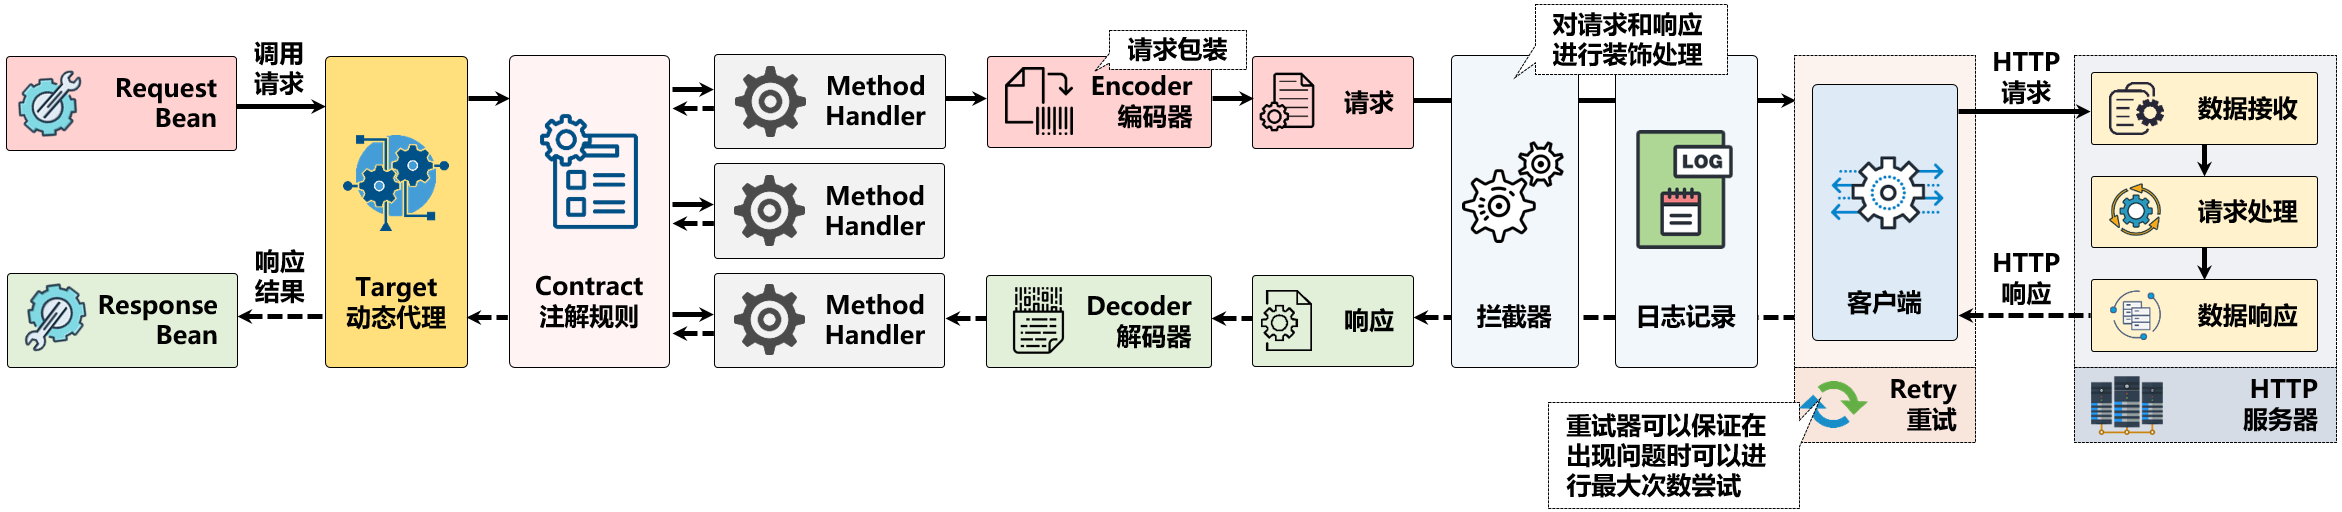 调用
请求
Request
Bean
响应
结果
Response
Bean
Target
动态代理
Contract
注解规则
Method
Handler
Method
Handler
Method
Handler
请求包装
Encoder
编码器
请求
Decoder
解码器
响应
对请求和响应
进行装饰处理
拦截器
LOG
日志记录
客户端
Retry
重试
重试器可以保证在
出现问题时可以进
行最大次数尝试
HTTP
请求
HTTP
响应
数据接收
请求处理
数据响应
HTTP
服务器